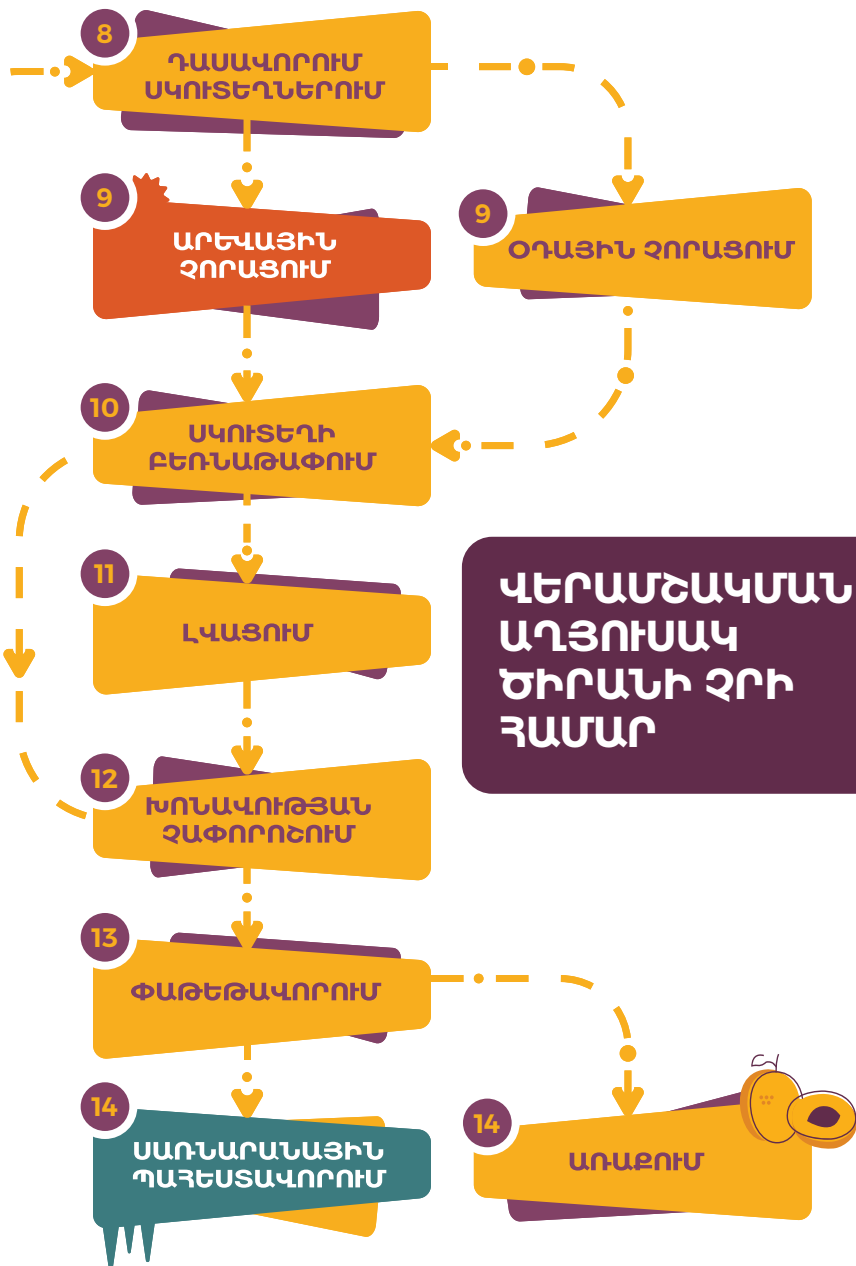 8
ԴԱՍԱՎՈՐՈՒՄ
ՍԿՈՒՏԵՂՆԵՐՈՒՄ
9
ԱՐԵՎԱՅԻՆ
ՉՈՐԱՑՈՒՄ
9
ՕԴԱՅԻՆ ՉՈՐԱՑՈՒՄ
10
ՍԿՈՒՏԵՂԻ
ԲԵՌՆԱԹԱՓՈՒՄ
11
ԼՎԱՑՈՒՄ
ՎԵՐԱՄՇԱԿՄԱՆ
ԱՂՅՈՒՍԱԿ
ԾԻՐԱՆԻ ՉՐԻ
ՀԱՄԱՐ
12
ԽՈՆԱՎՈՒԹՅԱՆ
ՉԱՓՈՐՈՇՈՒՄ
13
ՓԱԹԵԹԱՎՈՐՈՒՄ
14
ՍԱՌՆԱՐԱՆԱՅԻՆ
ՊԱՀԵՍՏԱՎՈՐՈՒՄ
14
ԱՌԱՔՈՒՄ